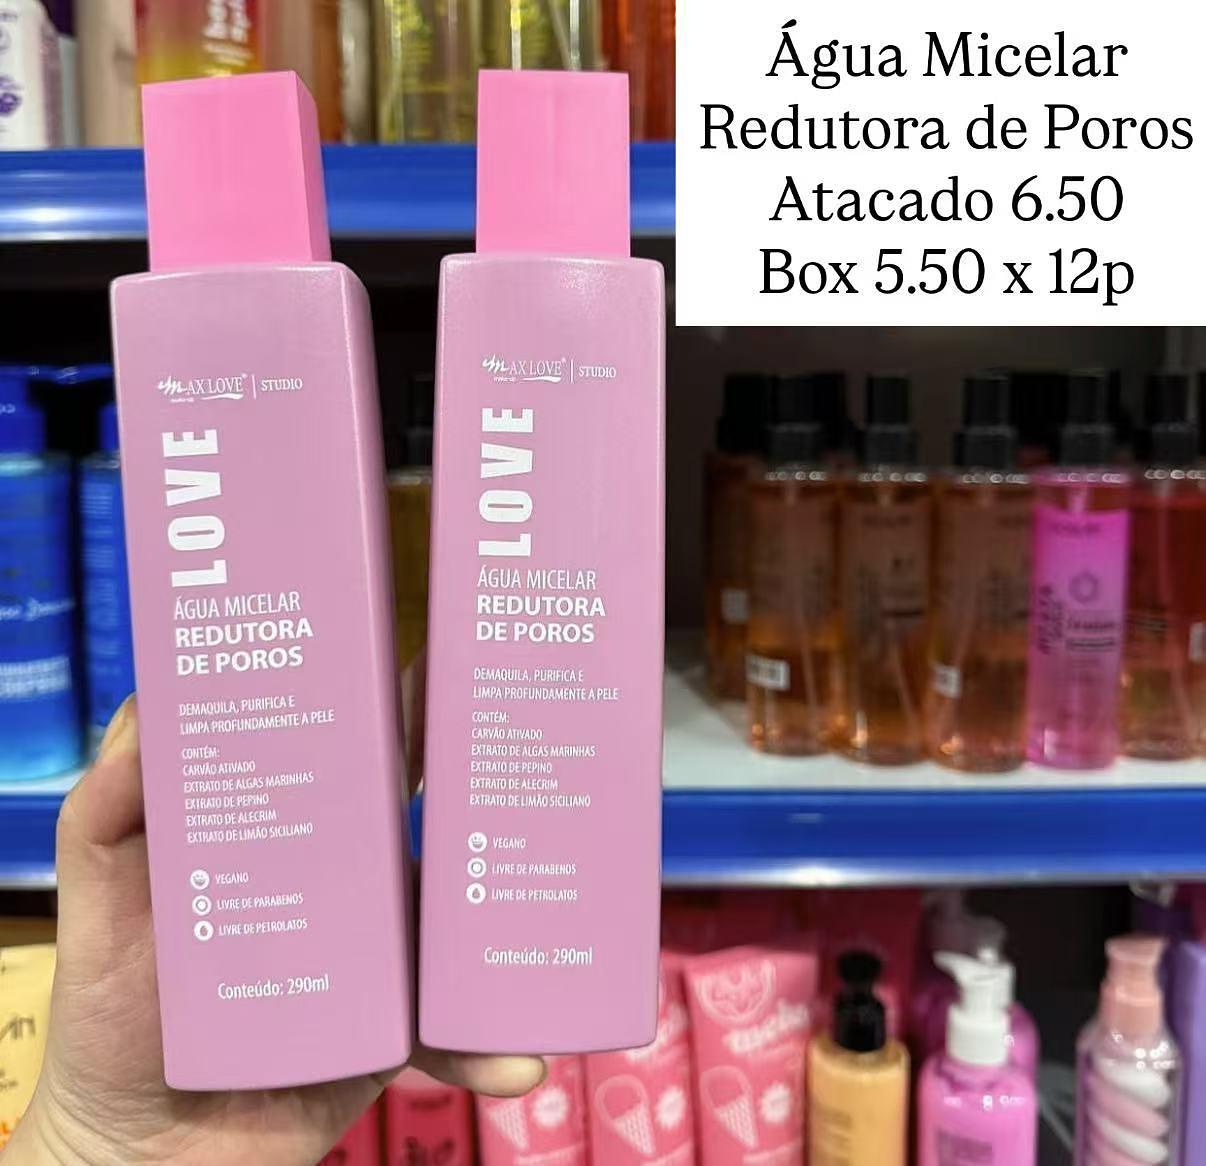 Água Micelar
Redutora de Poros
Atacado 6.50
Box 5.50 x 12p
MAX LOVE® | STUDIO
make-up
LOVE
ÁGUA MICELAR
REDUTORA
DE POROS
DEMAQUILA, PURIFICA E
LIMPA PROFUNDAMENTE A PELE
CONTÉM:
CARVÃO ATIVADO
EXTRATO DE ALGAS MARINHAS
EXTRATO DE PEPINO
EXTRATO DE ALECRIM
EXTRATO DE LIMÃO SICILIANO
VEGANO
LIVRE DE PARABENOS
LIVRE DE PETROLATOS
Conteúdo: 290ml
MAX LOVE® | STUDIO
make-up
LOVE
ÁGUA MICELAR
REDUTORA
DE POROS
DEMAQUILA, PURIFICA E
LIMPA PROFUNDAMENTE A PELE
CONTÉM:
CARVÃO ATIVADO
EXTRATO DE ALGAS MARINHAS
EXTRATO DE PEPINO
EXTRATO DE ALECRIM
EXTRATO DE LIMÃO SICILIANO
VEGANO
LIVRE DE PARABENOS
LIVRE DE PETROLATOS
Conteúdo: 290ml